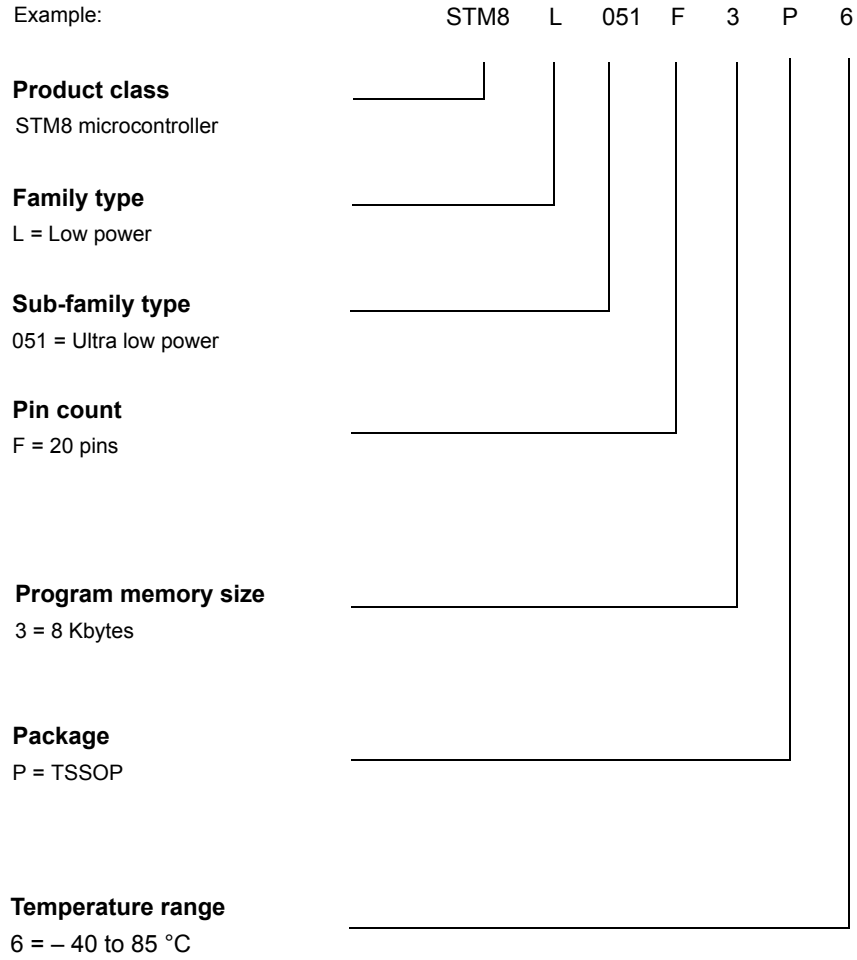 Example: STM8 L 051 F 3 P 6
Product class
STM8 microcontroller
Family type
L = Low power
Sub-family type
051 = Ultra low power
Pin count
F = 20 pins
Program memory size
3 = 8 Kbytes
Package
P = TSSOP
Temperature range
6 = – 40 to 85 °C